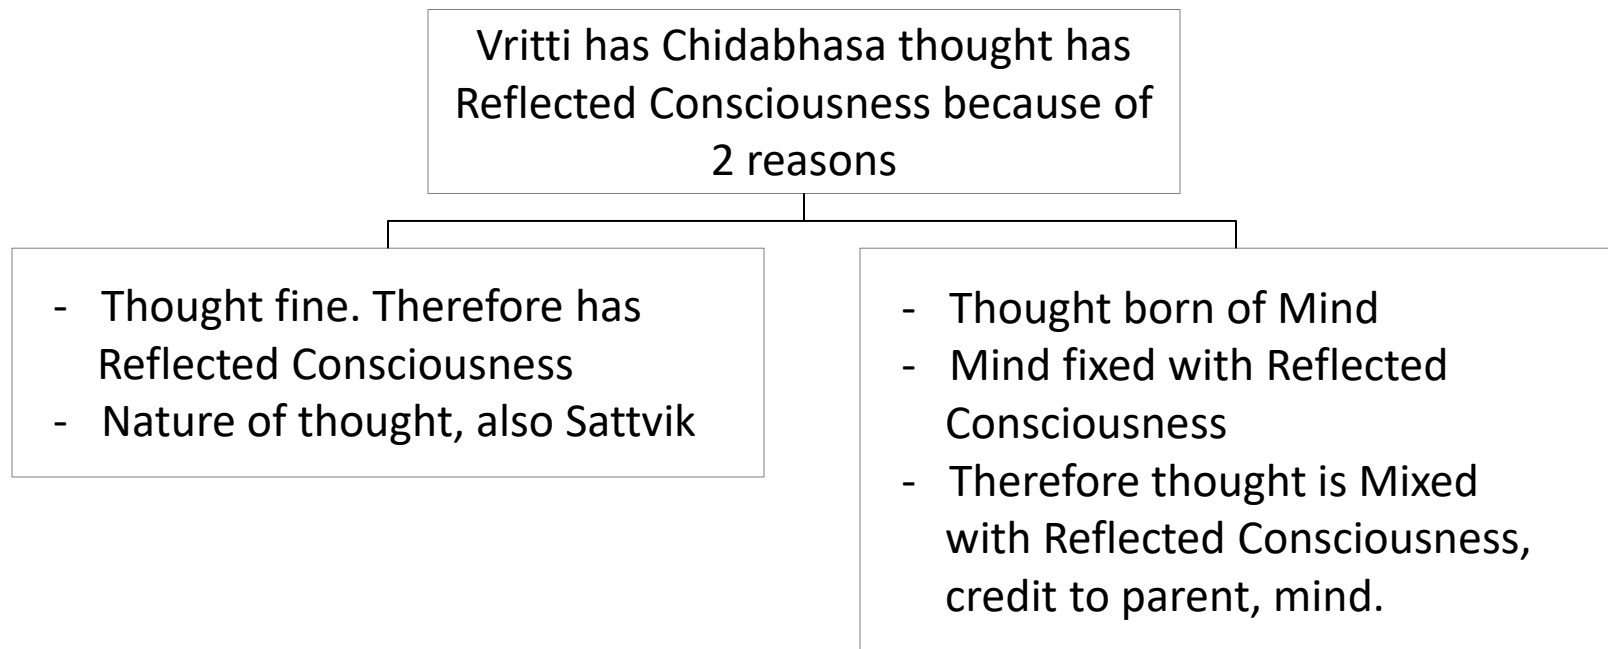 Vritti has Chidabhasa thought has
Reflected Consciousness because of
2 reasons
- Thought fine. Therefore has
Reflected Consciousness
- Nature of thought, also Sattvik
- Thought born of Mind
- Mind fixed with Reflected
Consciousness
- Therefore thought is Mixed
with Reflected Consciousness,
credit to parent, mind.